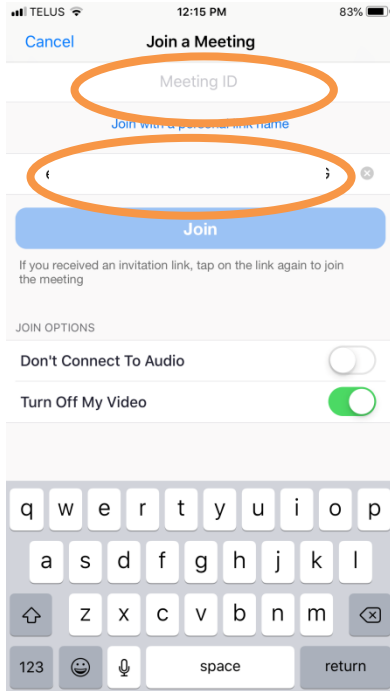 TELUS 12:15 PM 83%
Cancel Join a Meeting
Meeting ID
Join with a personal link name
Join
If you received an invitation link, tap on the link again to join
the meeting
JOIN OPTIONS
Don't Connect To Audio
Turn Off My Video
q w e r t y u i o p
a s d f g h j k l
z x c v b n m
123 space return